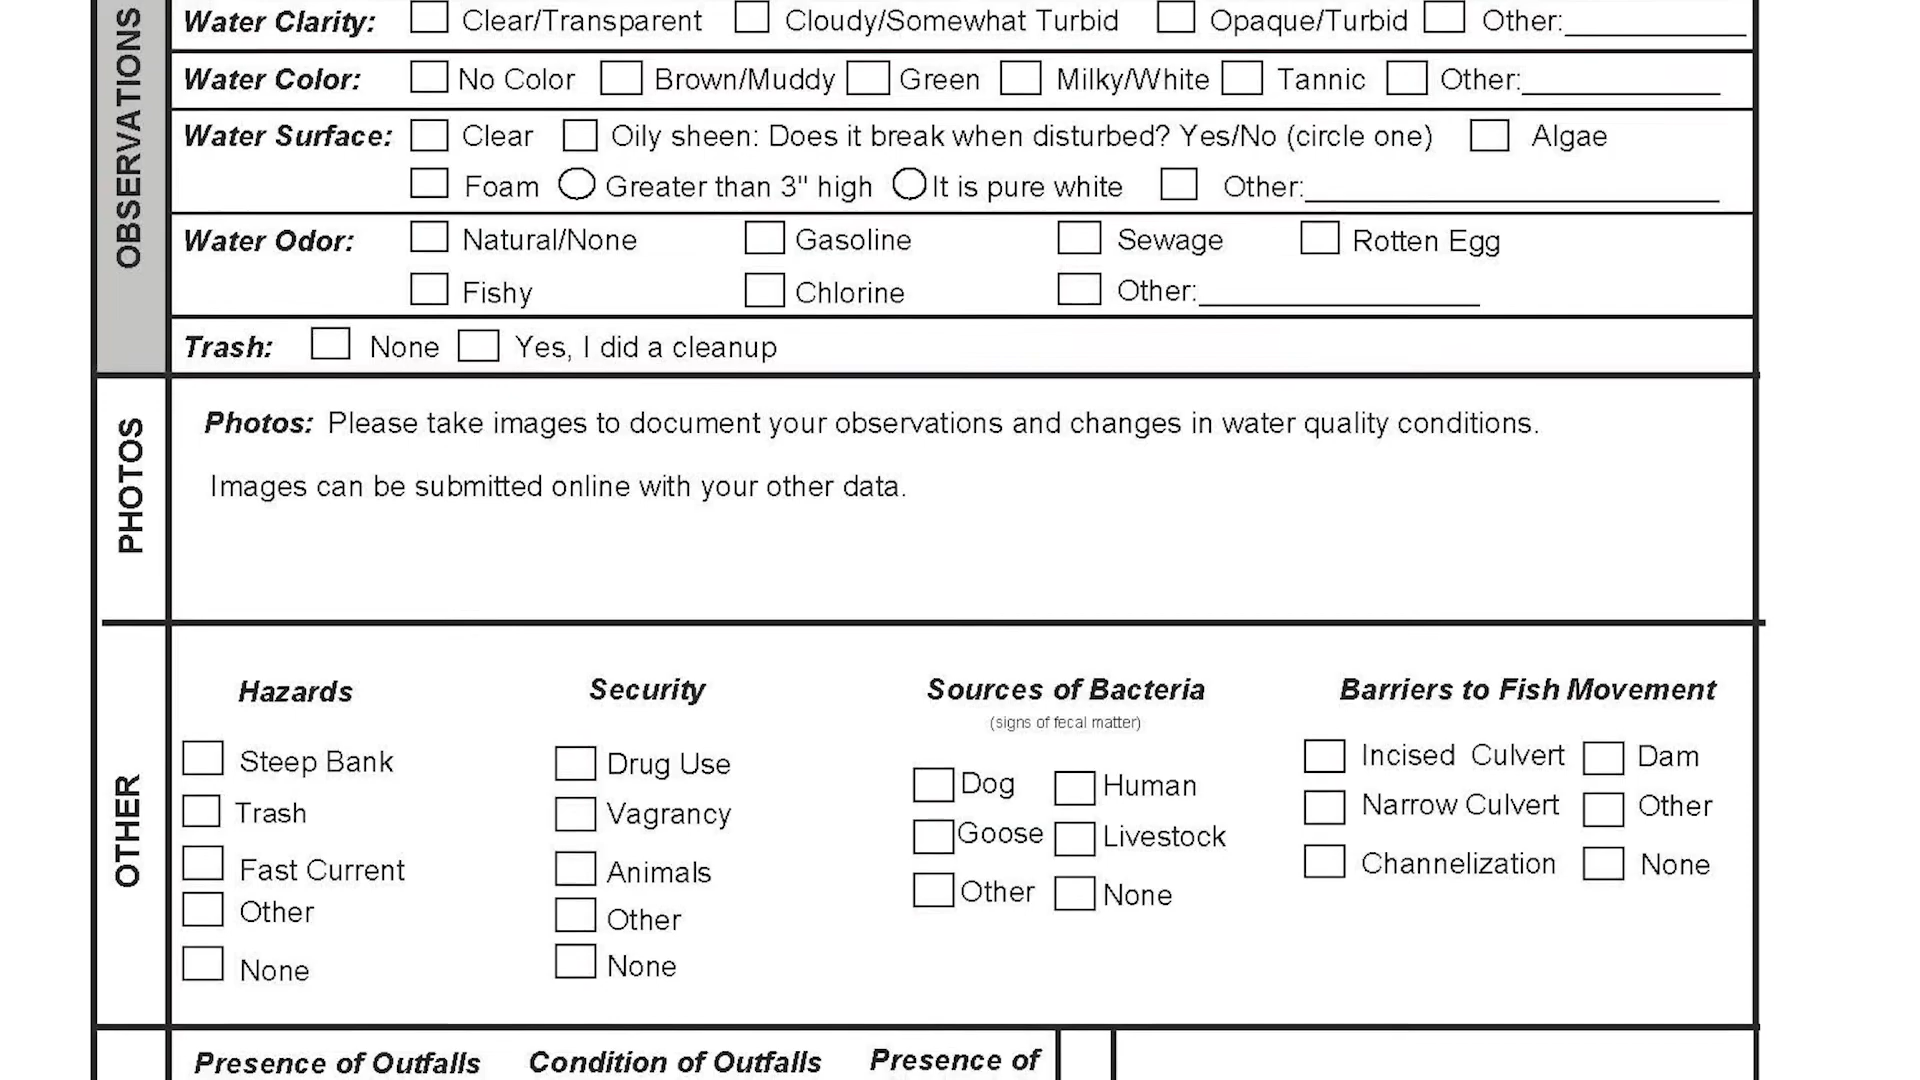 OBSERVATIONS
Water Clarity: Clear/Transparent Cloudy/Somewhat Turbid Opaque/Turbid Other:
Water Color: No Color Brown/Muddy Green Milky/White Tannic Other:
Water Surface: Clear Oily sheen: Does it break when disturbed? Yes/No (circle one) Algae
Foam Greater than 3" high It is pure white Other:
Water Odor: Natural/None Gasoline Sewage Rotten Egg
Fishy Chlorine Other:
Trash: None Yes, I did a cleanup
PHOTOS
Photos: Please take images to document your observations and changes in water quality conditions.
Images can be submitted online with your other data.
OTHER
Hazards
Steep Bank
Trash
Fast Current
Other
None
Security
Drug Use
Vagrancy
Animals
Other
None
Sources of Bacteria
(signs of fecal matter)
Dog Human
Goose Livestock
Other None
Barriers to Fish Movement
Incised Culvert Dam
Narrow Culvert Other
Channelization None
Presence of Outfalls Condition of Outfalls Presence of